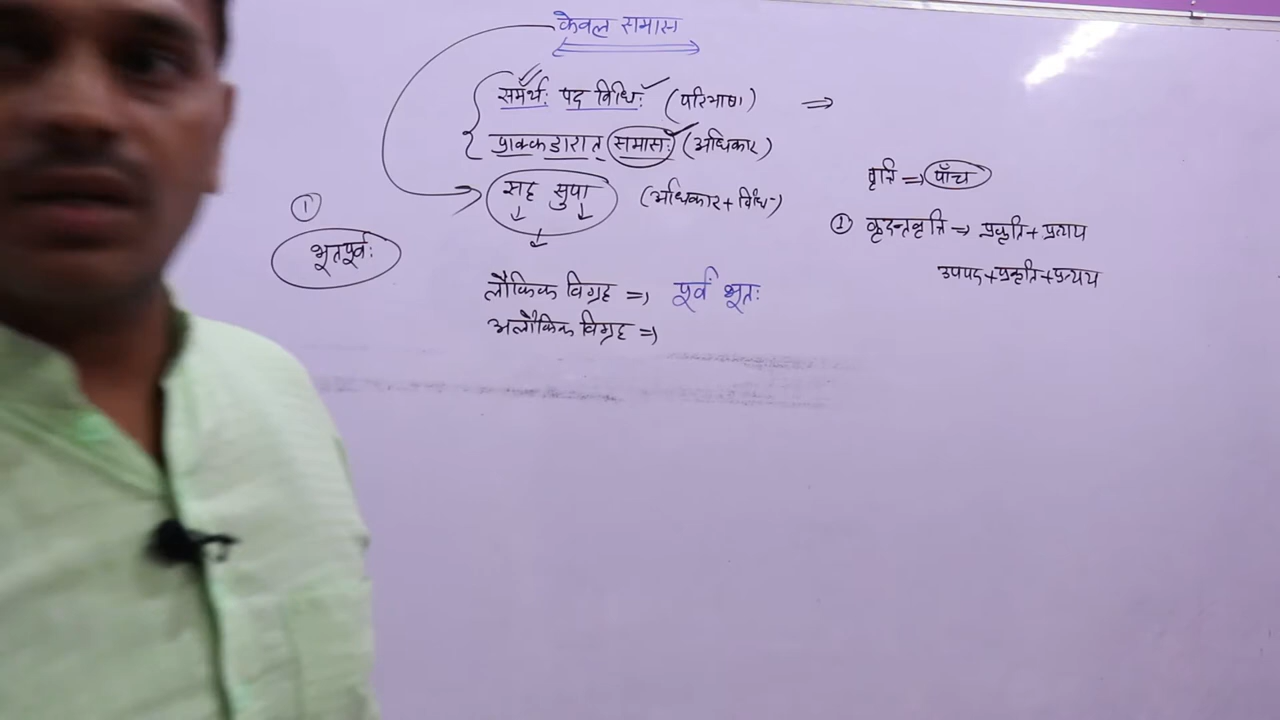 केवल समास
समर्थः पद विधिः (परिभाषा) ⇒
प्राक्कडारात् समासः (अधिकार)
सह सुपा (अधिकार + विधि)
①
भूतपूर्वः
लौकिक विग्रह ⇒ पूर्वं भूतः
अलौकिक विग्रह ⇒
वृत्ति ⇒ पाँच
① कृदन्तवृत्ति ⇒ प्रकृति + प्रत्यय
उपपद + प्रकृति + प्रत्यय